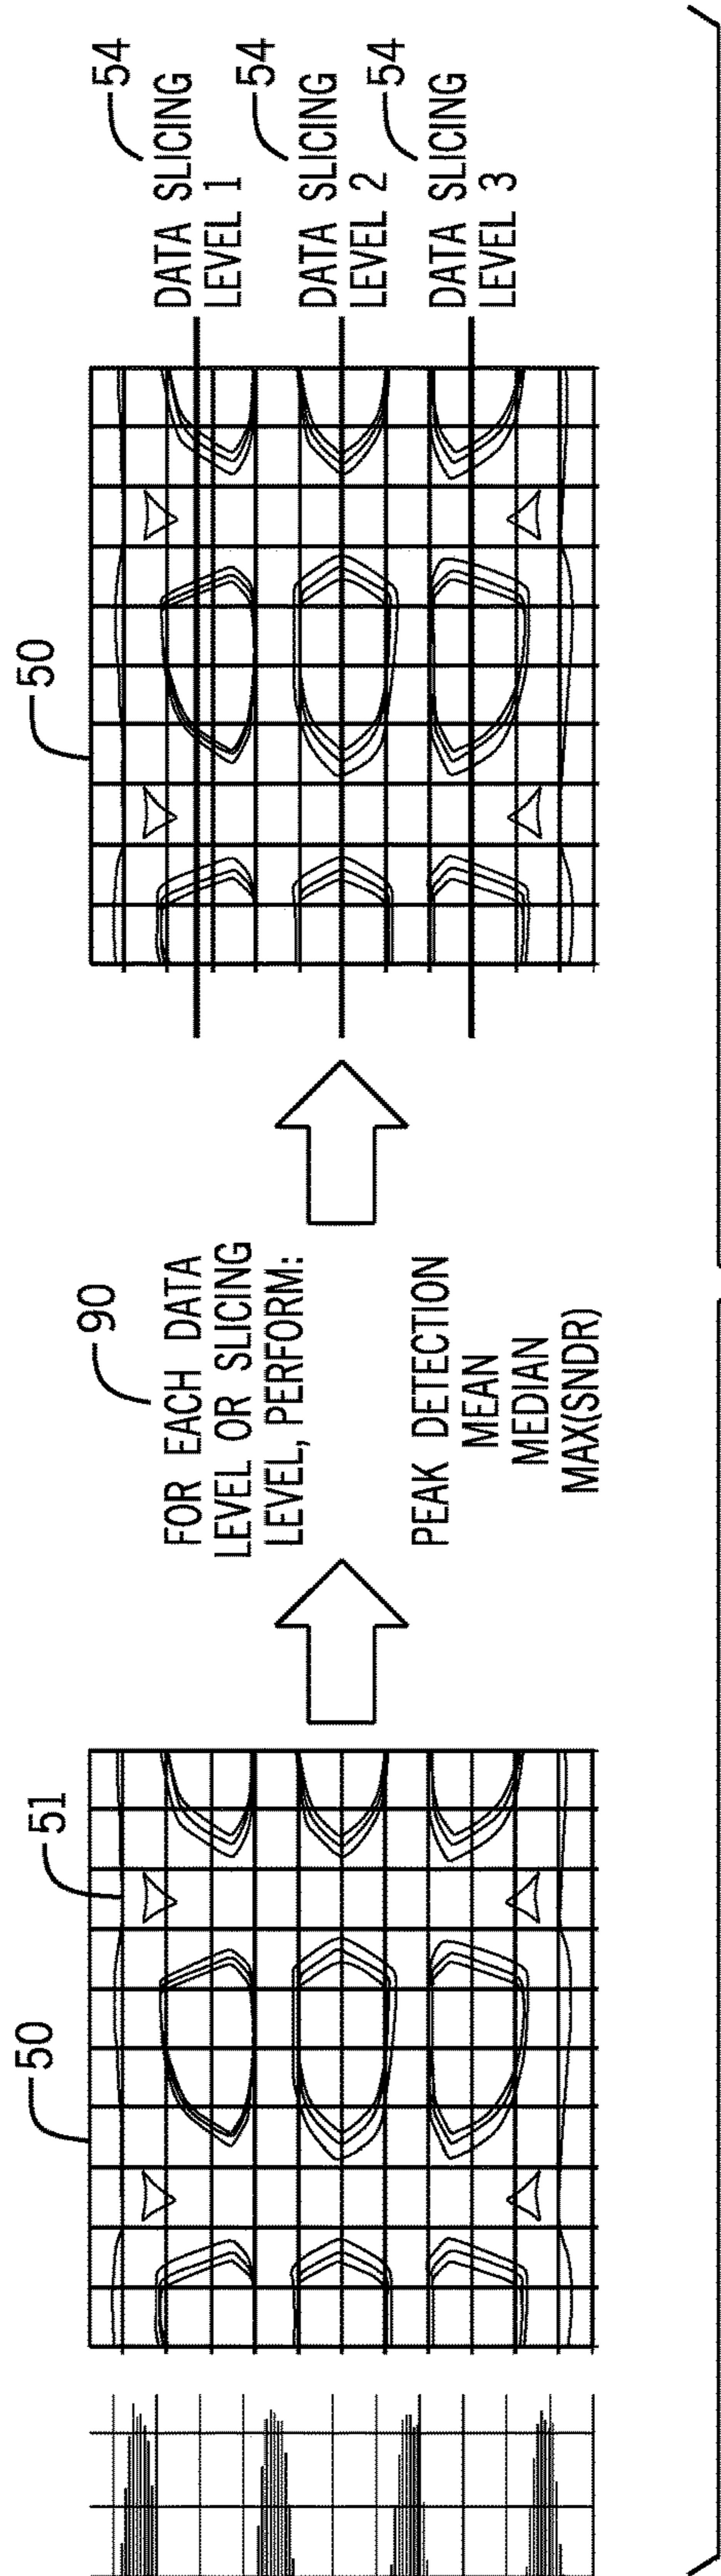 50
51
50
90
FOR EACH DATA
LEVEL OR SLICING
LEVEL, PERFORM:
PEAK DETECTION
MEAN
MEDIAN
MAX(SNDR)
50
54
DATA SLICING
LEVEL 1
54
DATA SLICING
LEVEL 2
54
DATA SLICING
LEVEL 3